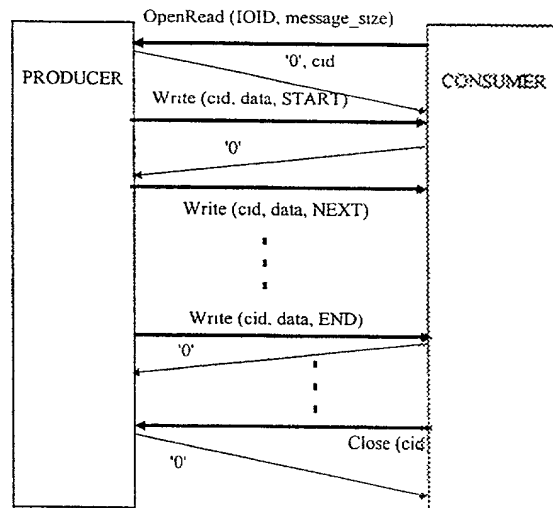 OpenRead (IOID, message_size)
'0', cid
PRODUCER
CONSUMER
Write (cid, data, START)
'0'
Write (cid, data, NEXT)
Write (cid, data, END)
'0'
Close (cid
'0'